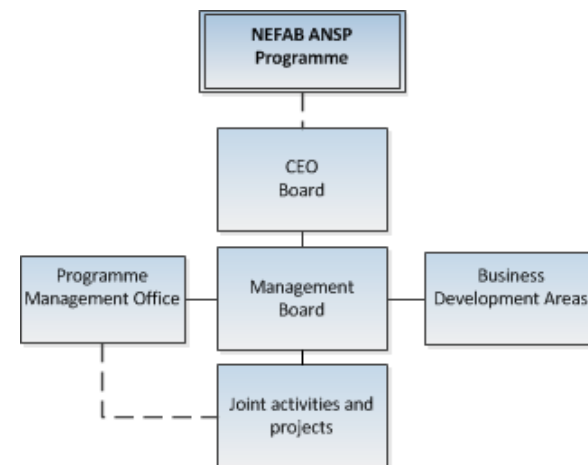 NEFAB ANSP
Programme
CEO
Board
Programme
Management Office
Management
Board
Business
Development Areas
Joint activities and
projects